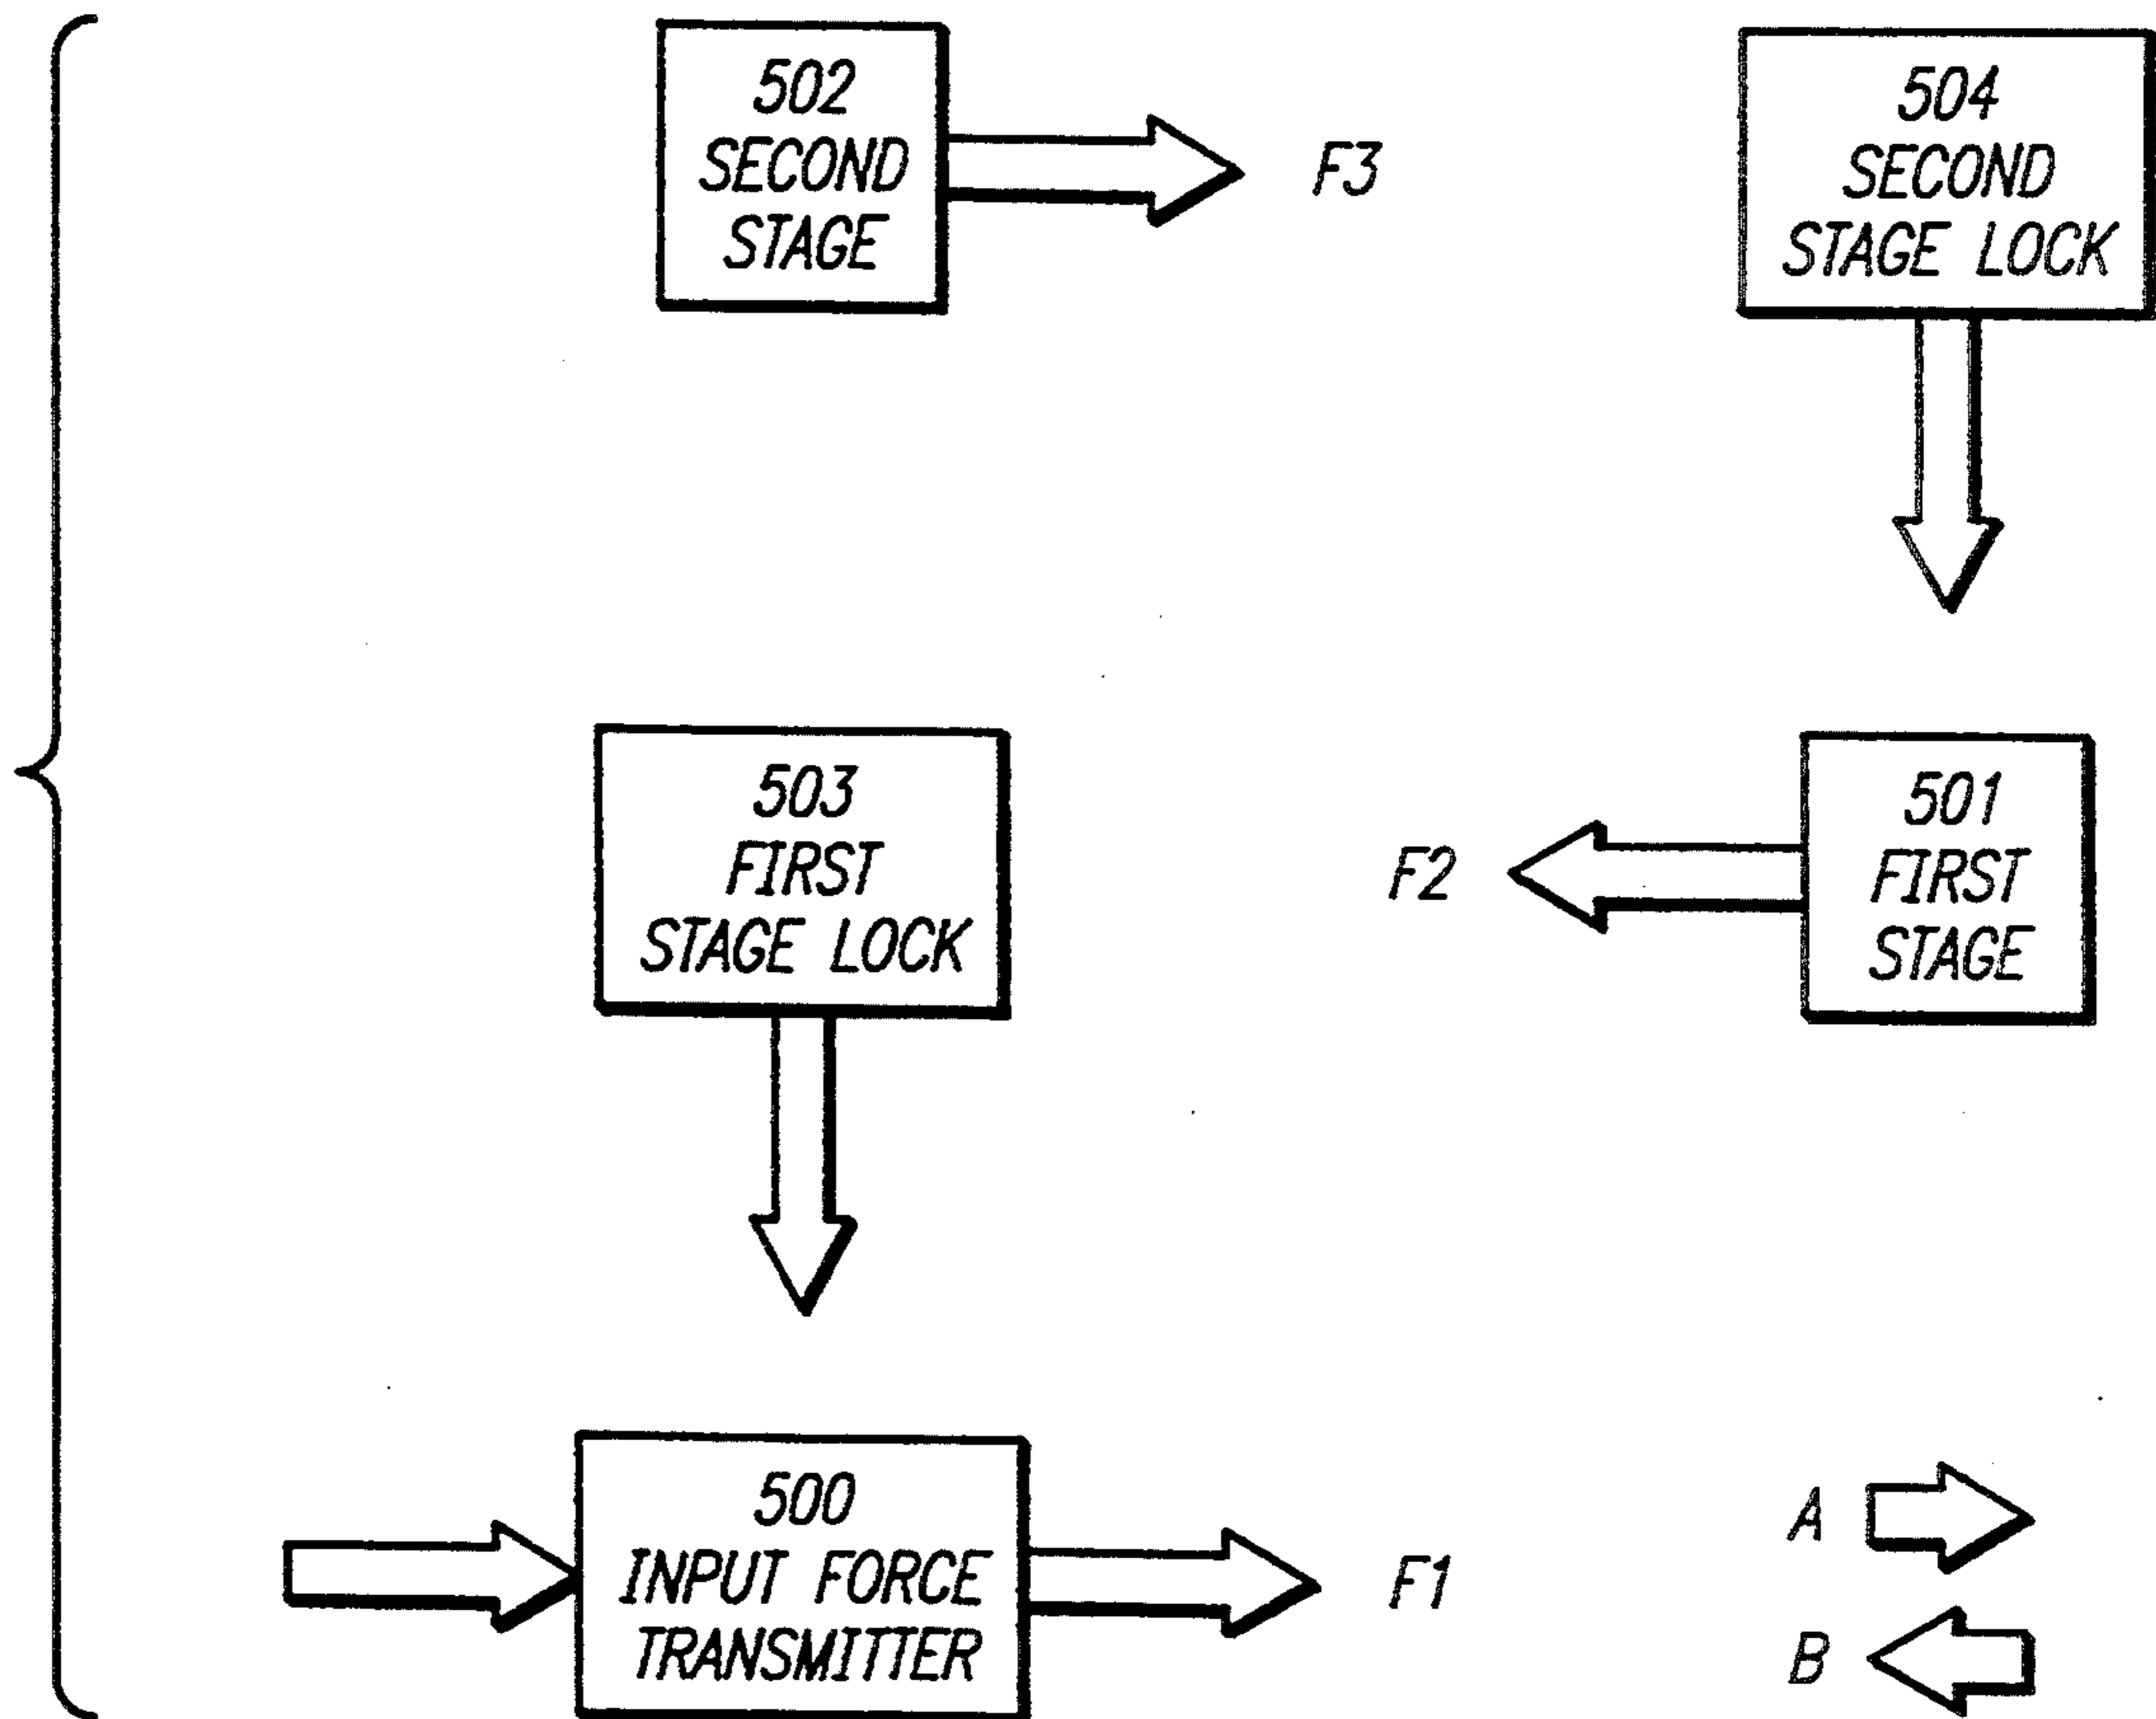 502
SECOND
STAGE
F3
504
SECOND
STAGE LOCK
503
FIRST
STAGE LOCK
F2
501
FIRST
STAGE
500
INPUT FORCE
TRANSMITTER
F1
A
B